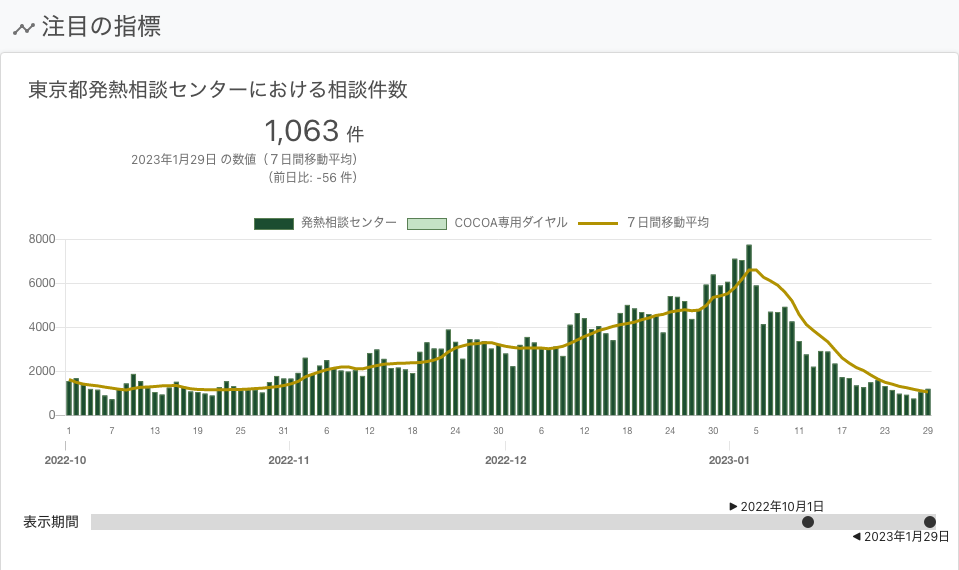 注目の指標
東京都発熱相談センターにおける相談件数
1,063 件
2023年1月29日 の数値（７日間移動平均）
（前日比: -56 件）
発熱相談センター COCOA専用ダイヤル ７日間移動平均
8000
6000
4000
2000
0
1 7 13 19 25 31 6 12 18 24 30 6 12 18 24 30 5 11 17 23 29
2022-10 2022-11 2022-12 2023-01
▶ 2022年10月1日
表示期間
◀ 2023年1月29日